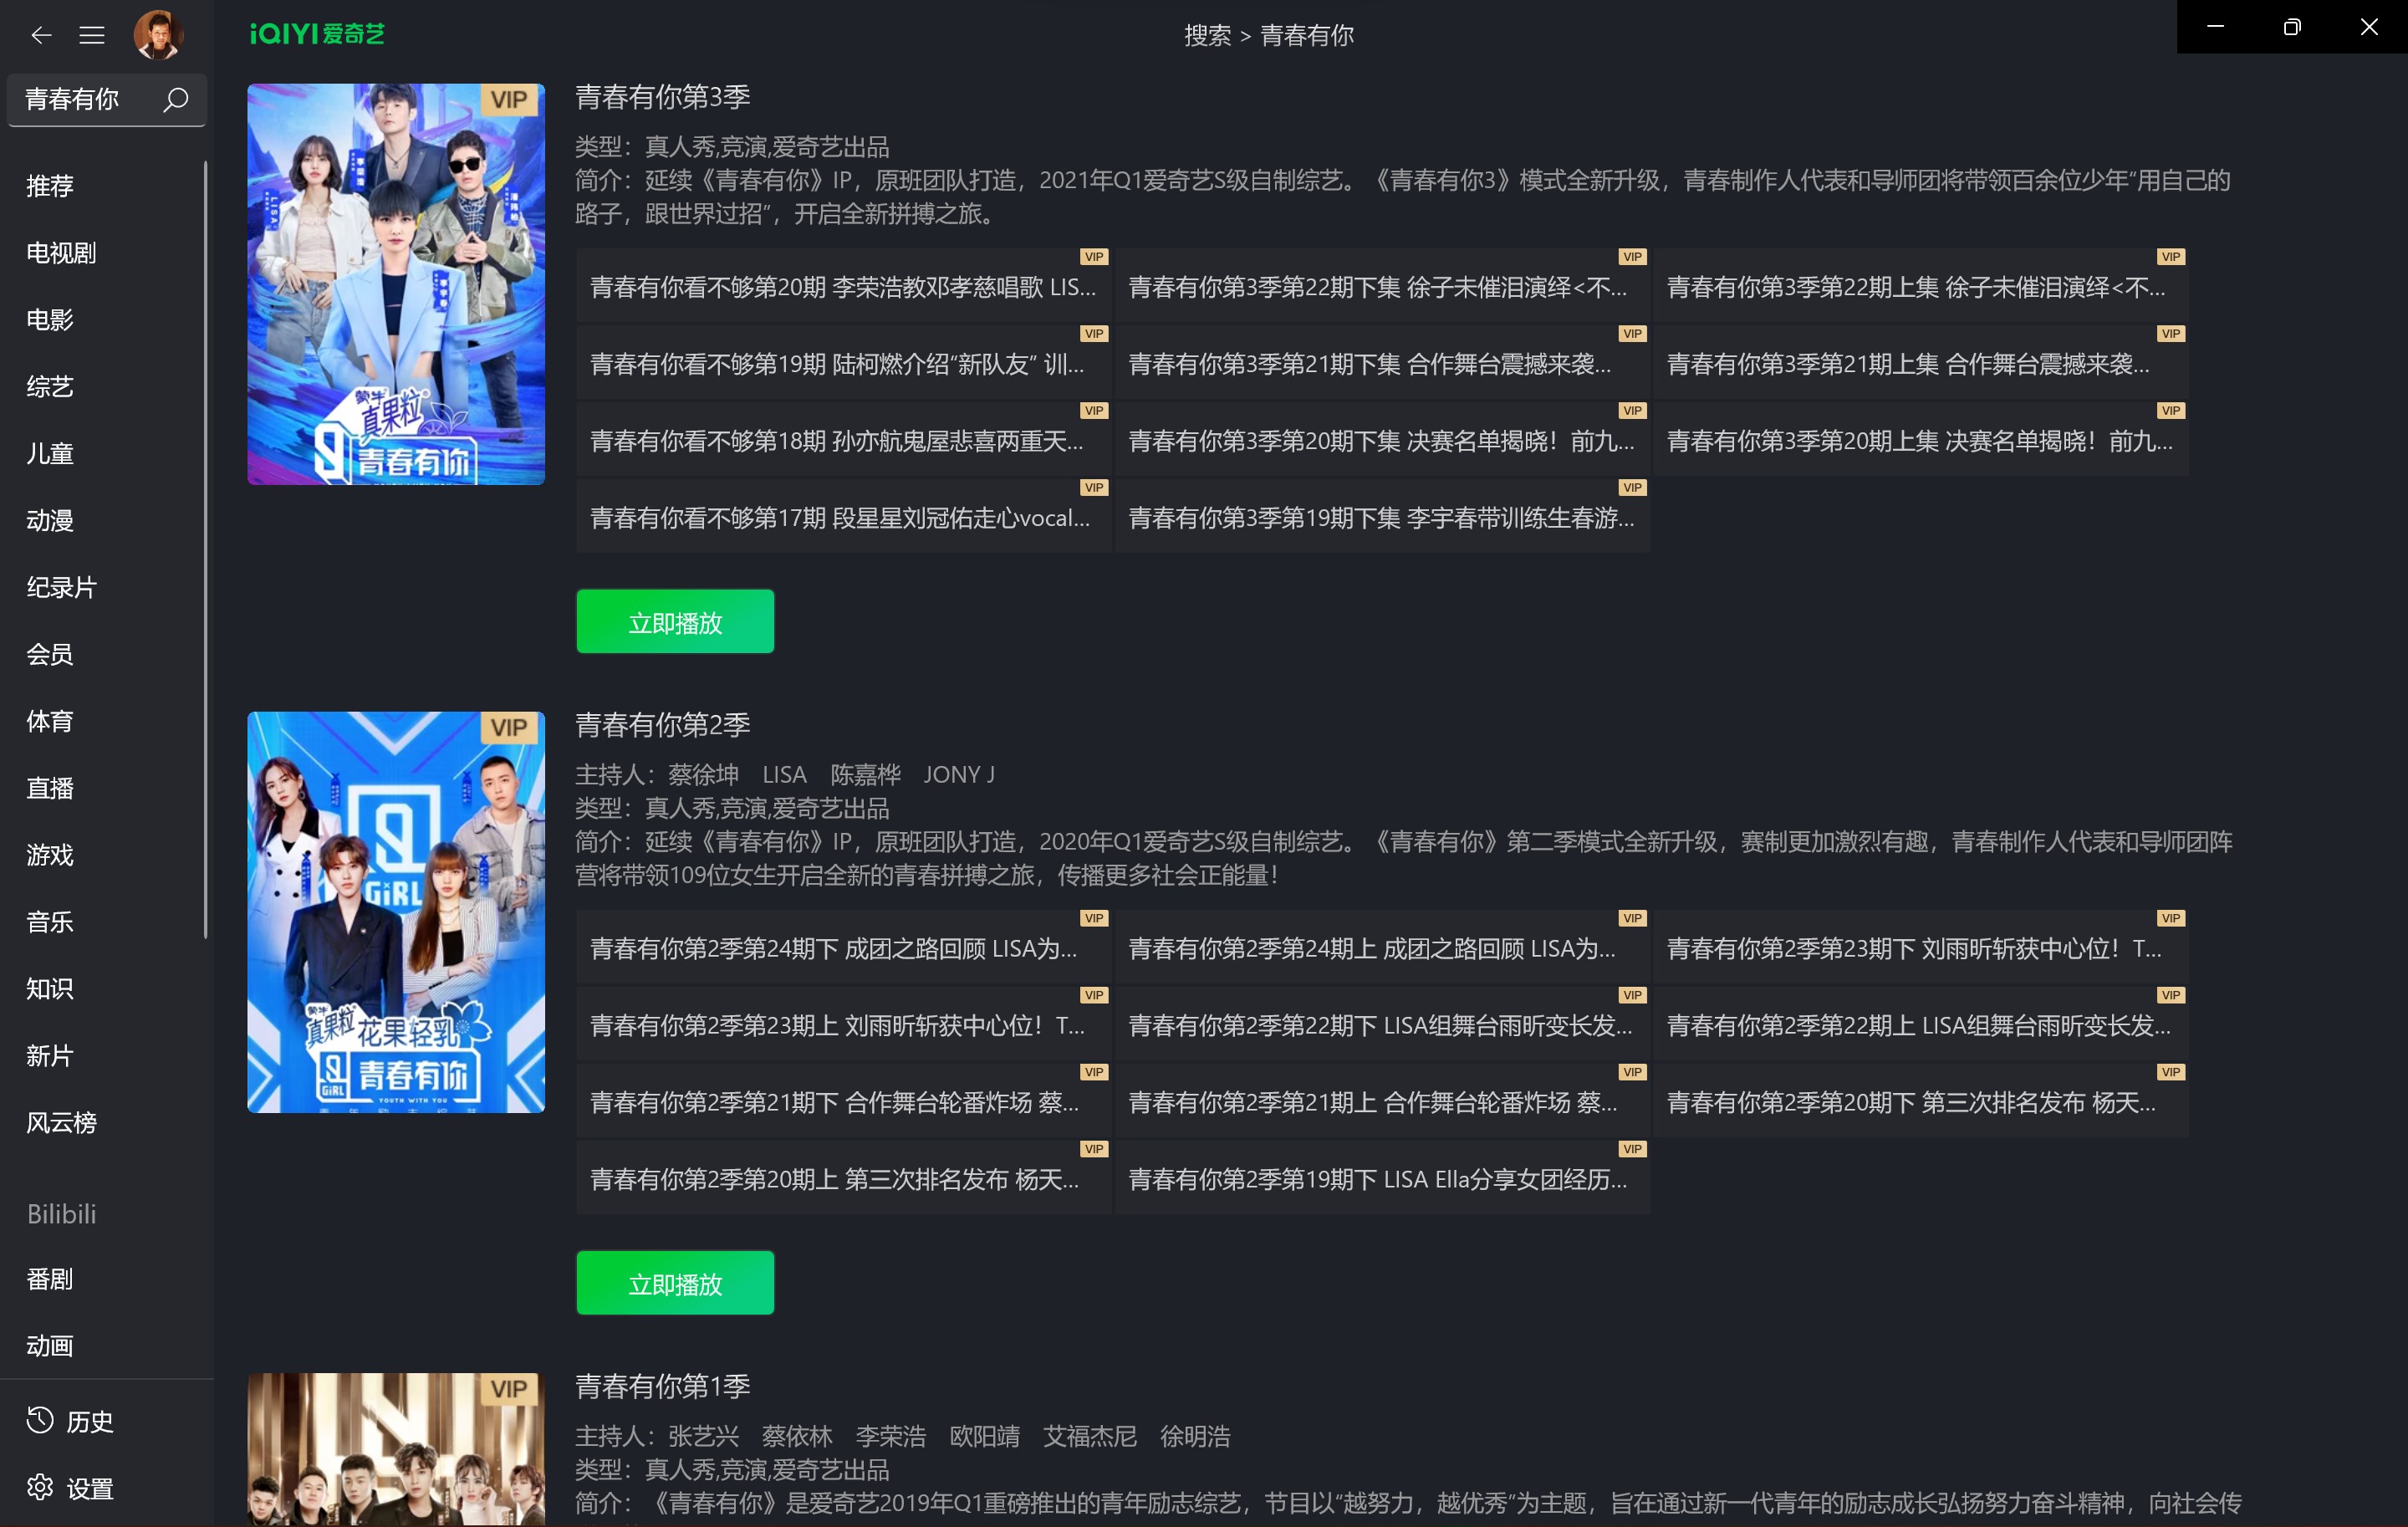 iQIYI 爱奇艺
搜索 > 青春有你
青春有你
推荐
电视剧
电影
综艺
儿童
动漫
纪录片
会员
体育
直播
游戏
音乐
知识
新片
风云榜
Bilibili
番剧
动画
历史
设置
VIP
LISA
李宇春
蒙牛
真果粒
青春有你
青春有你第3季
类型：真人秀,竞演,爱奇艺出品
简介：延续《青春有你》IP，原班团队打造，2021年Q1爱奇艺S级自制综艺。《青春有你3》模式全新升级，青春制作人代表和导师团将带领百余位少年“用自己的
路子，跟世界过招”，开启全新拼搏之旅。
VIP
青春有你看不够第20期 李荣浩教邓孝慈唱歌 LIS...
VIP
青春有你第3季第22期下集 徐子未催泪演绎<不...
VIP
青春有你第3季第22期上集 徐子未催泪演绎<不...
VIP
青春有你看不够第19期 陆柯燃介绍“新队友” 训...
VIP
青春有你第3季第21期下集 合作舞台震撼来袭...
VIP
青春有你第3季第21期上集 合作舞台震撼来袭...
VIP
青春有你看不够第18期 孙亦航鬼屋悲喜两重天...
VIP
青春有你第3季第20期下集 决赛名单揭晓！前九...
VIP
青春有你第3季第20期上集 决赛名单揭晓！前九...
VIP
青春有你看不够第17期 段星星刘冠佑走心vocal...
VIP
青春有你第3季第19期下集 李宇春带训练生春游...
立即播放
VIP
GiRL
蒙牛
真果粒 花果轻乳
GiRL
青春有你
YOUTH WITH YOU
青春有你第2季
主持人：蔡徐坤 LISA 陈嘉桦 JONY J
类型：真人秀,竞演,爱奇艺出品
简介：延续《青春有你》IP，原班团队打造，2020年Q1爱奇艺S级自制综艺。《青春有你》第二季模式全新升级，赛制更加激烈有趣，青春制作人代表和导师团阵
营将带领109位女生开启全新的青春拼搏之旅，传播更多社会正能量！
VIP
青春有你第2季第24期下 成团之路回顾 LISA为...
VIP
青春有你第2季第24期上 成团之路回顾 LISA为...
VIP
青春有你第2季第23期下 刘雨昕斩获中心位！T...
VIP
青春有你第2季第23期上 刘雨昕斩获中心位！T...
VIP
青春有你第2季第22期下 LISA组舞台雨昕变长发...
VIP
青春有你第2季第22期上 LISA组舞台雨昕变长发...
VIP
青春有你第2季第21期下 合作舞台轮番炸场 蔡...
VIP
青春有你第2季第21期上 合作舞台轮番炸场 蔡...
VIP
青春有你第2季第20期下 第三次排名发布 杨天...
VIP
青春有你第2季第20期上 第三次排名发布 杨天...
VIP
青春有你第2季第19期下 LISA Ella分享女团经历...
立即播放
VIP
青春有你第1季
主持人：张艺兴 蔡依林 李荣浩 欧阳靖 艾福杰尼 徐明浩
类型：真人秀,竞演,爱奇艺出品
简介：《青春有你》是爱奇艺2019年Q1重磅推出的青年励志综艺，节目以“越努力，越优秀”为主题，旨在通过新一代青年的励志成长弘扬努力奋斗精神，向社会传